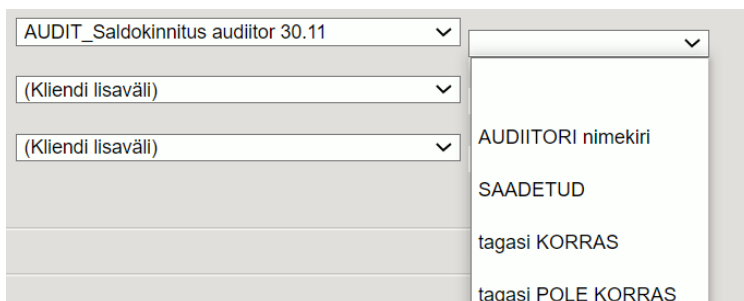 AUDIT_Saldokinnitus audiitor 30.11
(Kliendi lisaväli)
(Kliendi lisaväli)
AUDIITORI nimekiri
SAADETUD
tagasi KORRAS
tagasi POLE KORRAS